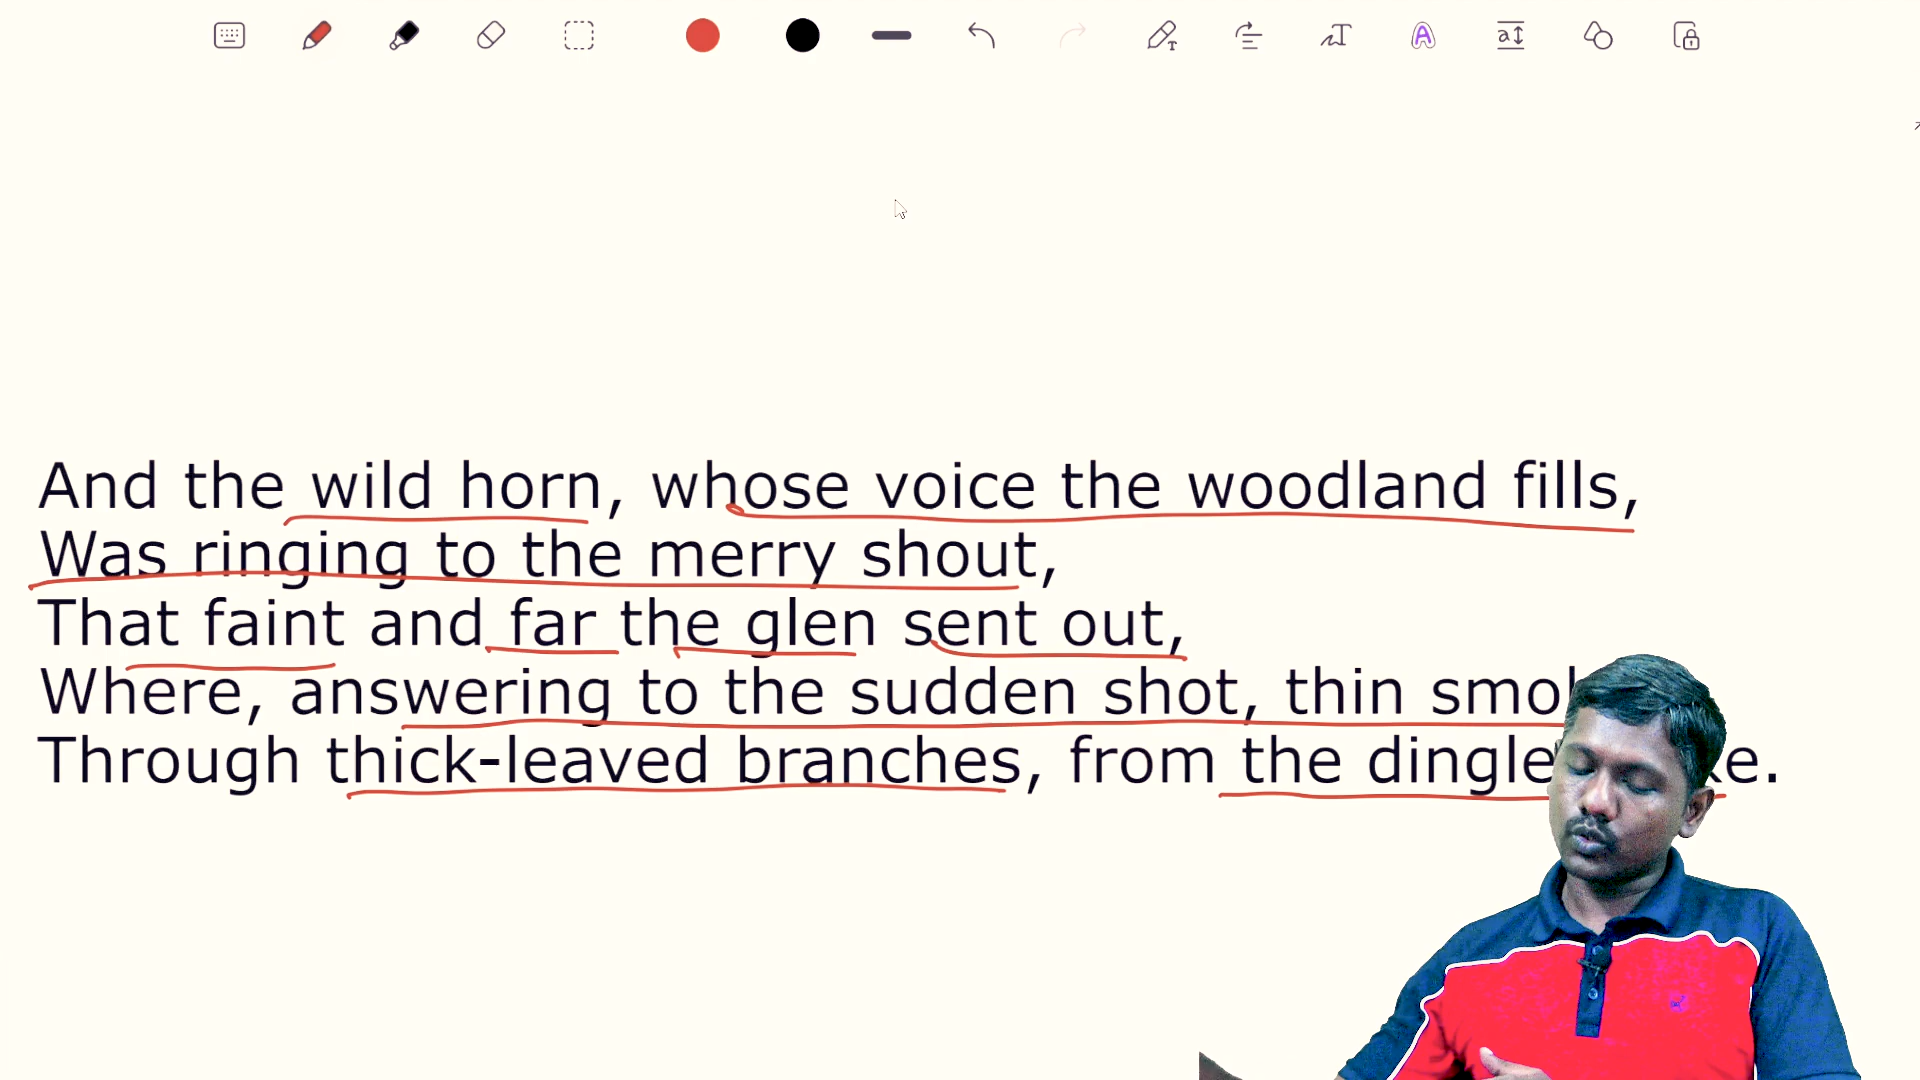 And the wild horn, whose voice the woodland fills,
Was ringing to the merry shout,
That faint and far the glen sent out,
Where, answering to the sudden shot, thin
Through thick-leaved branches, from the dingle